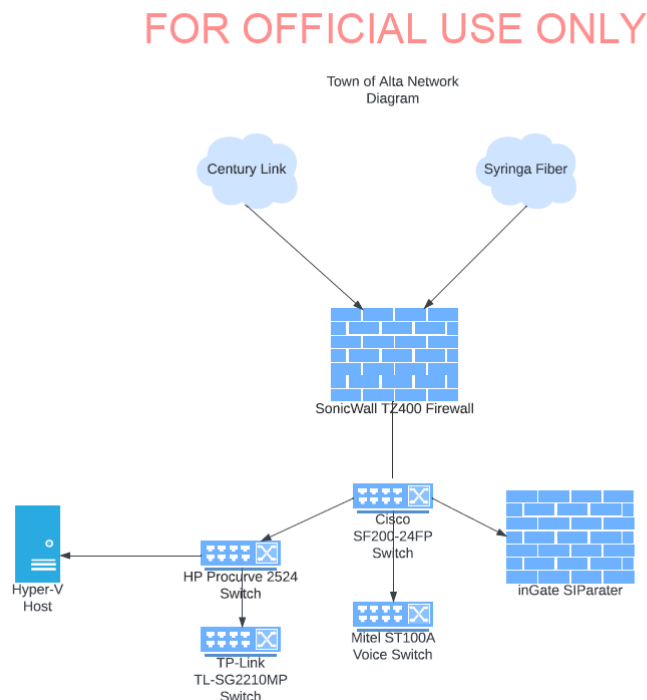 FOR OFFICIAL USE ONLY
Town of Alta Network
Diagram
Century Link
Syringa Fiber
SonicWall TZ400 Firewall
Cisco
SF200-24FP
Switch
HP Procurve 2524
Switch
Hyper-V
Host
inGate SIParater
Mitel ST100A
Voice Switch
TP-Link
TL-SG2210MP
Switch